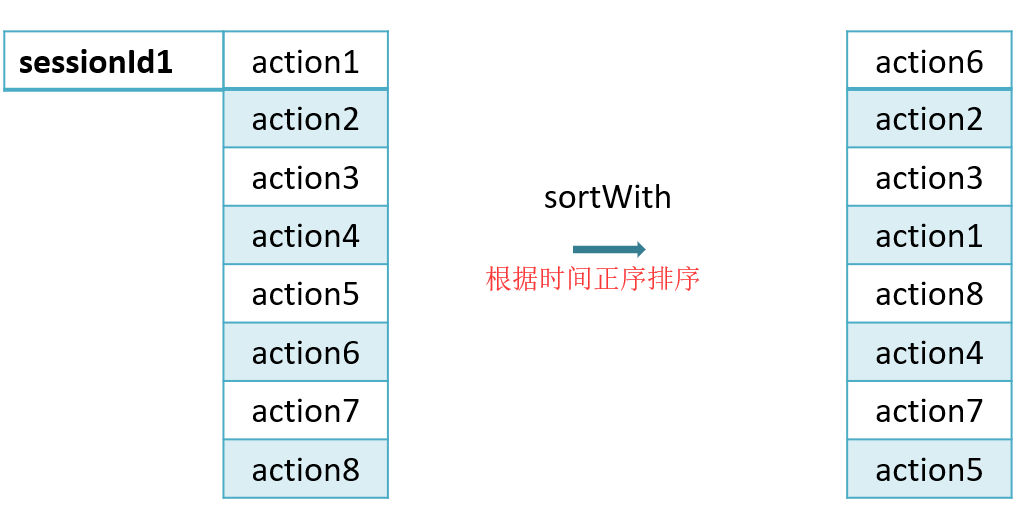 sessionId1 action1 action6
action2 action2
action3 action3
sortWith
action4 action1
根据时间正序排序
action5 action8
action6 action4
action7 action7
action8 action5